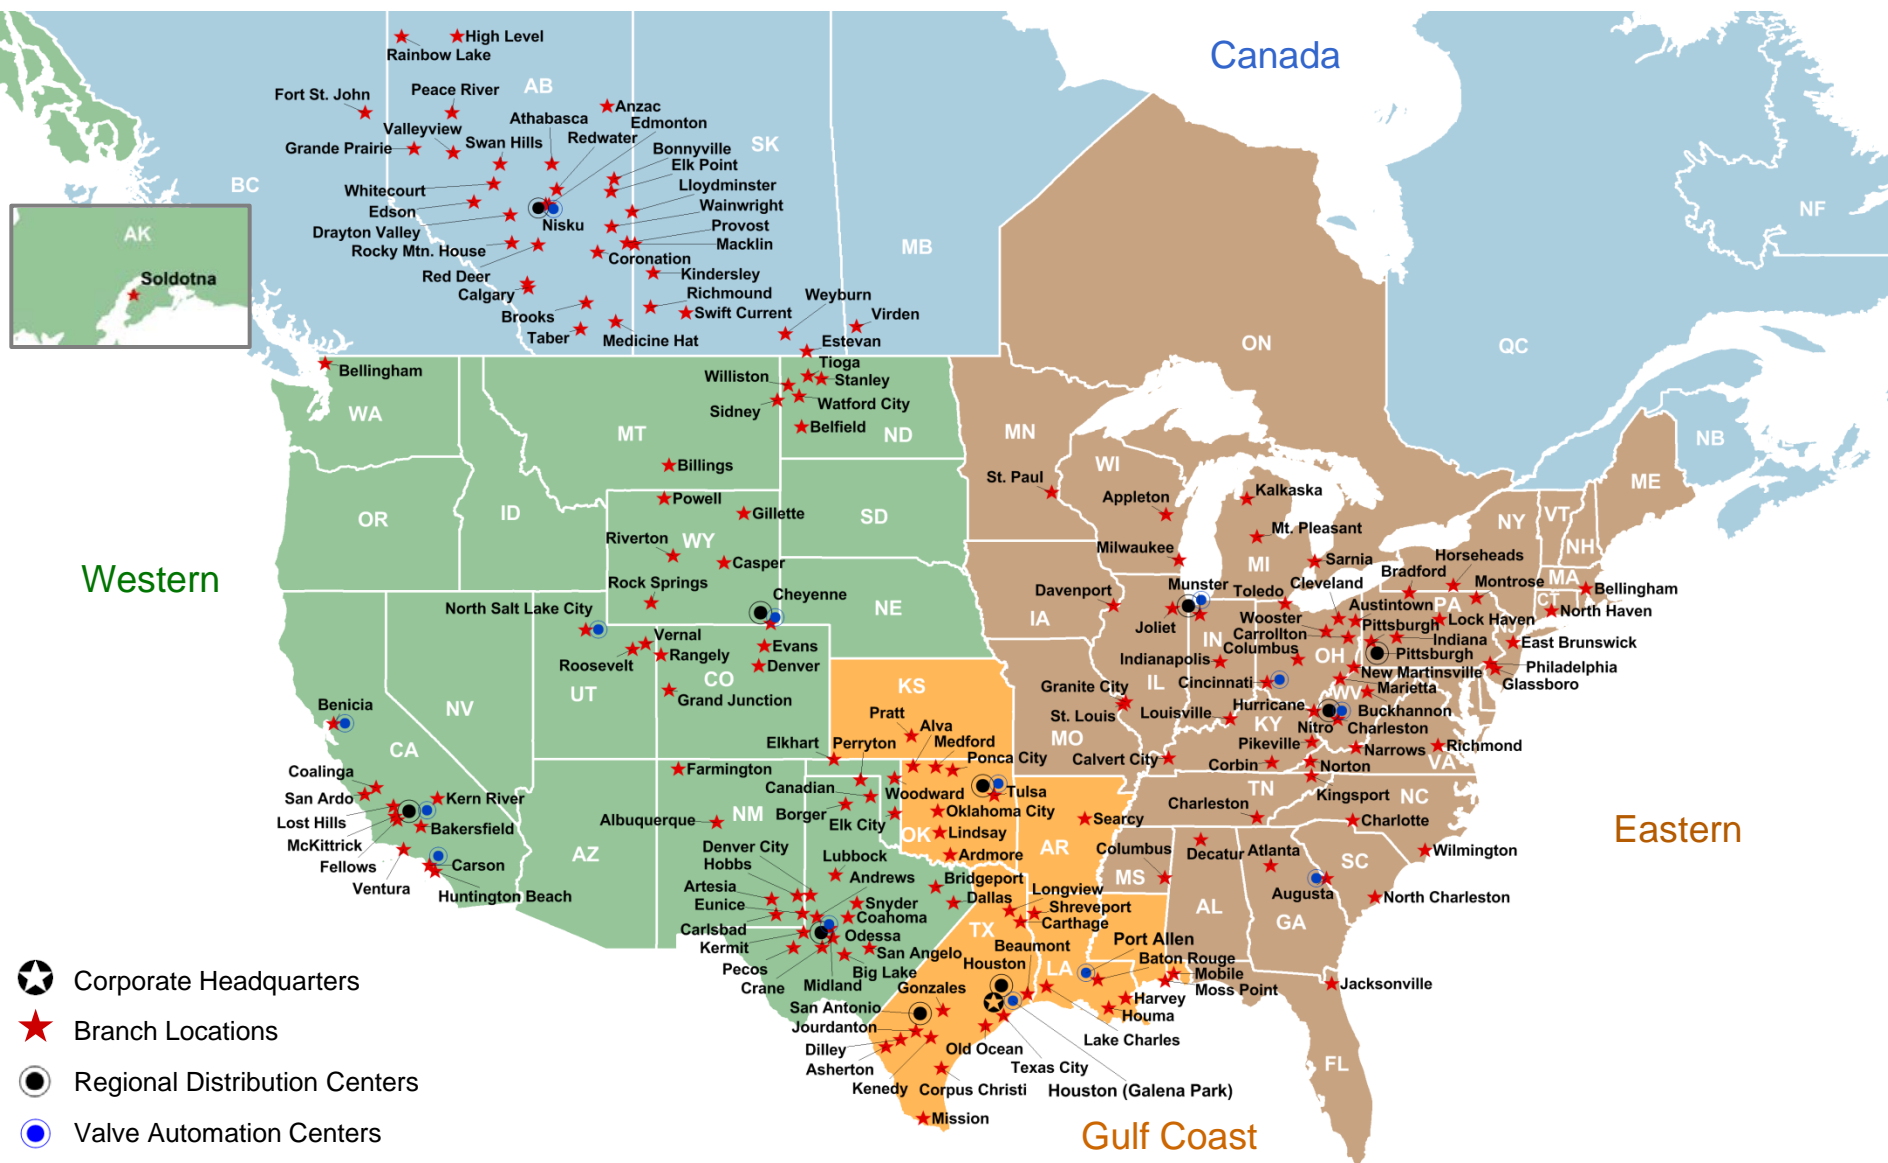 Canada
Rainbow Lake
High Level
AB
Fort St. John
Peace River
Anzac
Athabasca
Edmonton
Valleyview
Redwater
Swan Hills
SK
Grande Prairie
Bonnyville
Elk Point
BC
Whitecourt
Lloydminster
Edson
Wainwright
NF
Drayton Valley
Nisku
Provost
AK
Rocky Mtn. House
Macklin
MB
Coronation
Soldotna
Red Deer
Kindersley
Calgary
Richmound
Weyburn
Brooks
Swift Current
Virden
Taber
Medicine Hat
Estevan
ON
QC
Bellingham
Tioga
Williston
Stanley
WA
Sidney
Watford City
MT
Belfield
ND
MN
NB
Billings
WI
St. Paul
ME
Powell
Appleton
Kalkaska
OR
ID
Gillette
SD
NY
VT
Riverton
WY
Mt. Pleasant
Milwaukee
NH
Casper
MI
Sarnia
Horseheads
Western
Rock Springs
Bradford
Munster
Toledo
Cleveland
Montrose
MA
Bellingham
Cheyenne
Davenport
North Salt Lake City
NE
IA
Austintown
PA
CT
North Haven
Joliet
IN
Wooster
Pittsburgh
Lock Haven
NJ
Vernal
Carrollton
Indiana
East Brunswick
Roosevelt
Rangely
Evans
Indianapolis
Columbus
OH
Pittsburgh
Denver
Philadelphia
New Martinsville
Glassboro
UT
CO
KS
Granite City
IL
Cincinnati
Marietta
WV
Grand Junction
Benicia
NV
St. Louis
Louisville
Hurricane
Buckhannon
Pratt
Alva
KY
Nitro
Charleston
CA
Elkhart
Perryton
Medford
MO
Pikeville
Narrows
Richmond
Ponca City
Calvert City
Corbin
Norton
VA
Coalinga
Farmington
Canadian
Woodward
Tulsa
TN
Kingsport
NC
San Ardo
Kern River
Charleston
Borger
Oklahoma City
Lost Hills
Albuquerque
NM
Elk City
Searcy
Charlotte
Bakersfield
OK
Lindsay
Eastern
McKittrick
Denver City
AR
Columbus
Decatur
Atlanta
Wilmington
AZ
Lubbock
Ardmore
SC
Fellows
Carson
Hobbs
Andrews
Bridgeport
MS
Ventura
Artesia
Longview
Augusta
Huntington Beach
Eunice
Snyder
Dallas
Shreveport
North Charleston
AL
Coahoma
Carthage
GA
Carlsbad
Odessa
TX
Beaumont
Port Allen
Kermit
San Angelo
Houston
Baton Rouge
Pecos
Big Lake
LA
Mobile
Corporate Headquarters
Crane
Midland
Gonzales
Moss Point
Jacksonville
San Antonio
Harvey
Branch Locations
Jourdanton
Houma
Dilley
Old Ocean
Lake Charles
Asherton
Texas City
FL
Regional Distribution Centers
Kenedy
Corpus Christi
Houston (Galena Park)
Mission
Valve Automation Centers
Gulf Coast